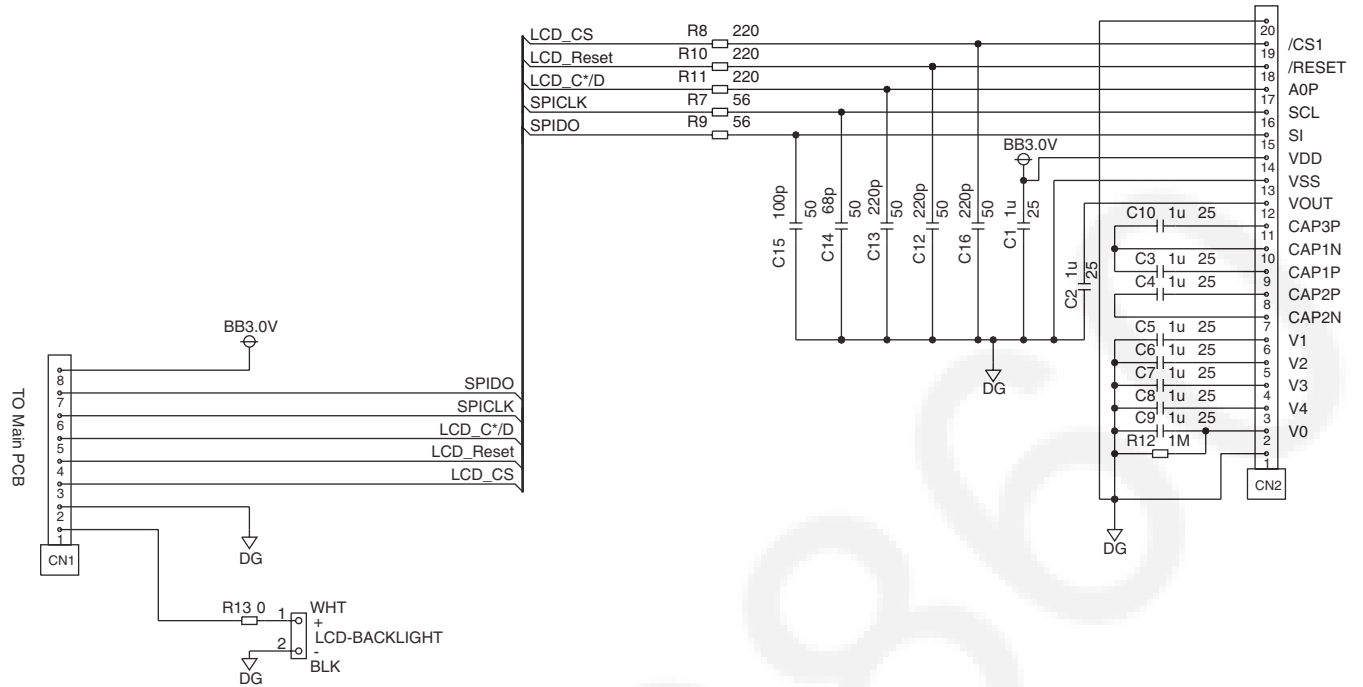 LCD_CS R8 220
LCD_Reset R10 220
LCD_C*/D R11 220
SPICLK R7 56
SPIDO R9 56
20
/CS1
19
/RESET
18
A0P
17
SCL
16
SI
15
VDD
14
VSS
13
VOUT
12
CAP3P
11
CAP1N
10
CAP1P
9
CAP2P
8
CAP2N
7
V1
6
V2
5
V3
4
V4
3
V0
2
1
CN2
BB3.0V
C15 100p 50
C14 68p 50
C13 220p 50
C12 220p 50
C16 220p 50
C1 1u 25
C2 1u 25
C10 1u 25
C3 1u 25
C4 1u 25
C5 1u 25
C6 1u 25
C7 1u 25
C8 1u 25
C9 1u 25
R12 1M
DG
DG
BB3.0V
TO Main PCB
8
7
6
5
4
3
2
1
CN1
SPIDO
SPICLK
LCD_C*/D
LCD_Reset
LCD_CS
DG
R13 0
1 WHT
+
LCD-BACKLIGHT
2 -
BLK
DG